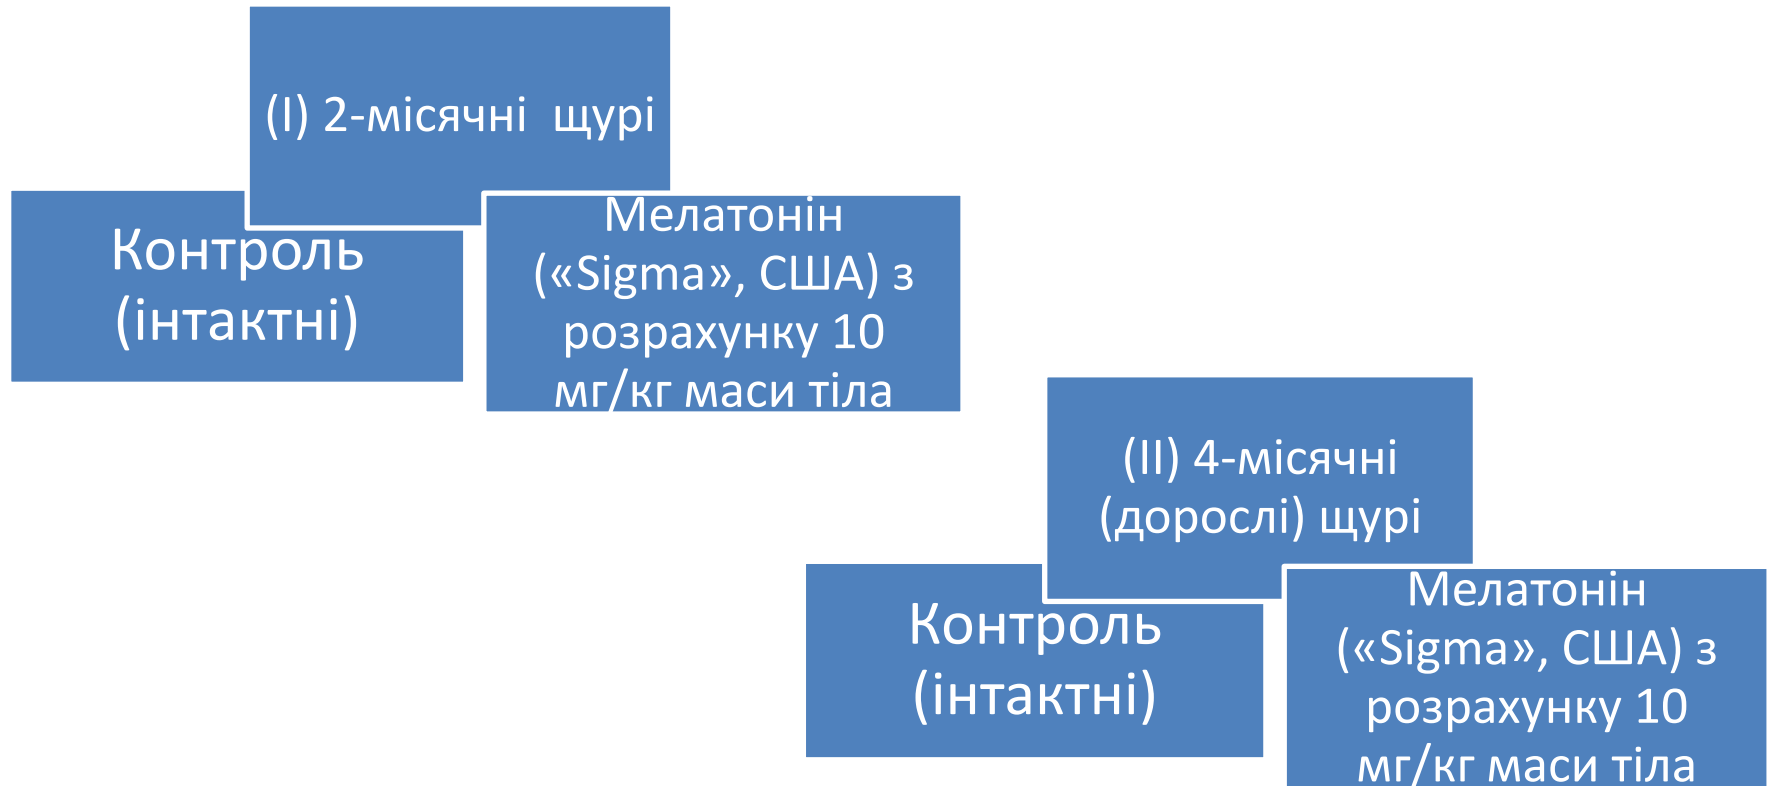 (І) 2-місячні щурі
Контроль
(інтактні)
Мелатонін
(«Sigma», США) з
розрахунку 10
мг/кг маси тіла
(ІІ) 4-місячні
(дорослі) щурі
Контроль
(інтактні)
Мелатонін
(«Sigma», США) з
розрахунку 10
мг/кг маси тіла